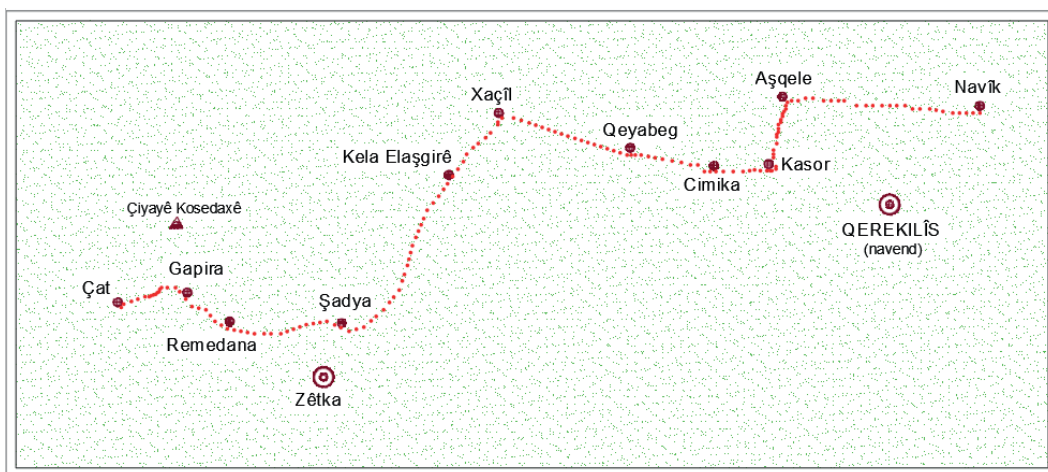 Aşqele
Navîk
Xaçîl
Qeyabeg
Kela Elaşgirê
Kasor
Cimika
Çiyayê Kosedaxê
QEREKILÎS
(navend)
Gapira
Çat
Şadya
Remedana
Zêtka